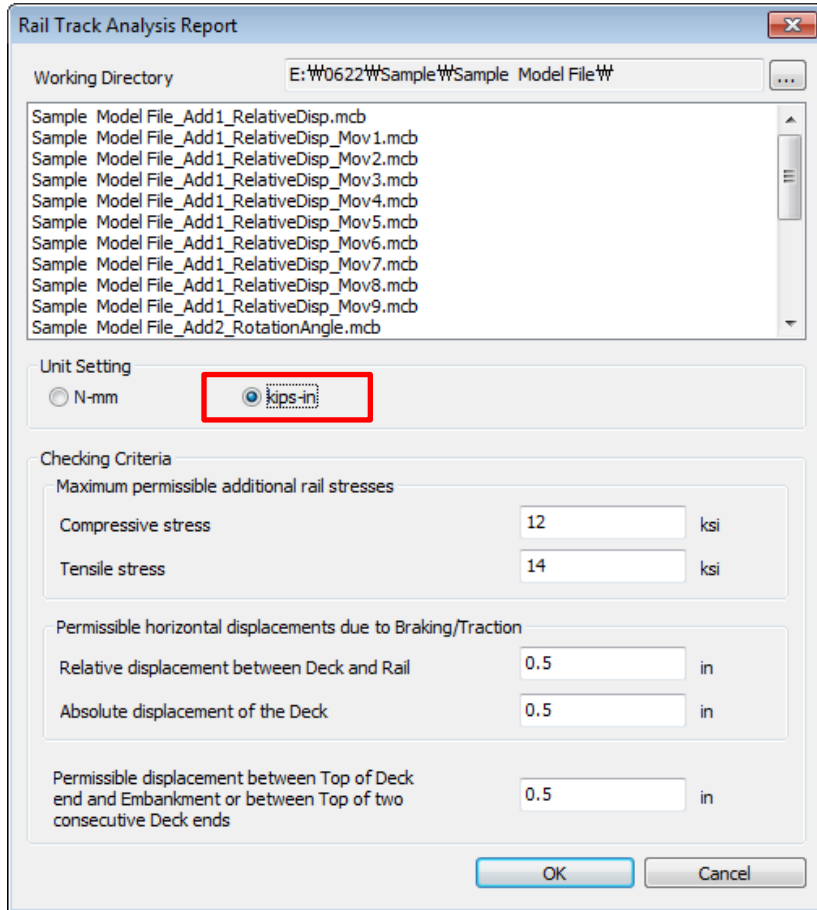 Rail Track Analysis Report
Working Directory
E:₩0622₩Sample₩Sample Model File₩
...
Sample Model File_Add1_RelativeDisp.mcb
Sample Model File_Add1_RelativeDisp_Mov1.mcb
Sample Model File_Add1_RelativeDisp_Mov2.mcb
Sample Model File_Add1_RelativeDisp_Mov3.mcb
Sample Model File_Add1_RelativeDisp_Mov4.mcb
Sample Model File_Add1_RelativeDisp_Mov5.mcb
Sample Model File_Add1_RelativeDisp_Mov6.mcb
Sample Model File_Add1_RelativeDisp_Mov7.mcb
Sample Model File_Add1_RelativeDisp_Mov8.mcb
Sample Model File_Add1_RelativeDisp_Mov9.mcb
Sample Model File_Add2_RotationAngle.mcb
Unit Setting
N-mm kips-in
Checking Criteria
Maximum permissible additional rail stresses
Compressive stress 12 ksi
Tensile stress 14 ksi
Permissible horizontal displacements due to Braking/Traction
Relative displacement between Deck and Rail 0.5 in
Absolute displacement of the Deck 0.5 in
Permissible displacement between Top of Deck
end and Embankment or between Top of two
consecutive Deck ends
0.5 in
OK Cancel